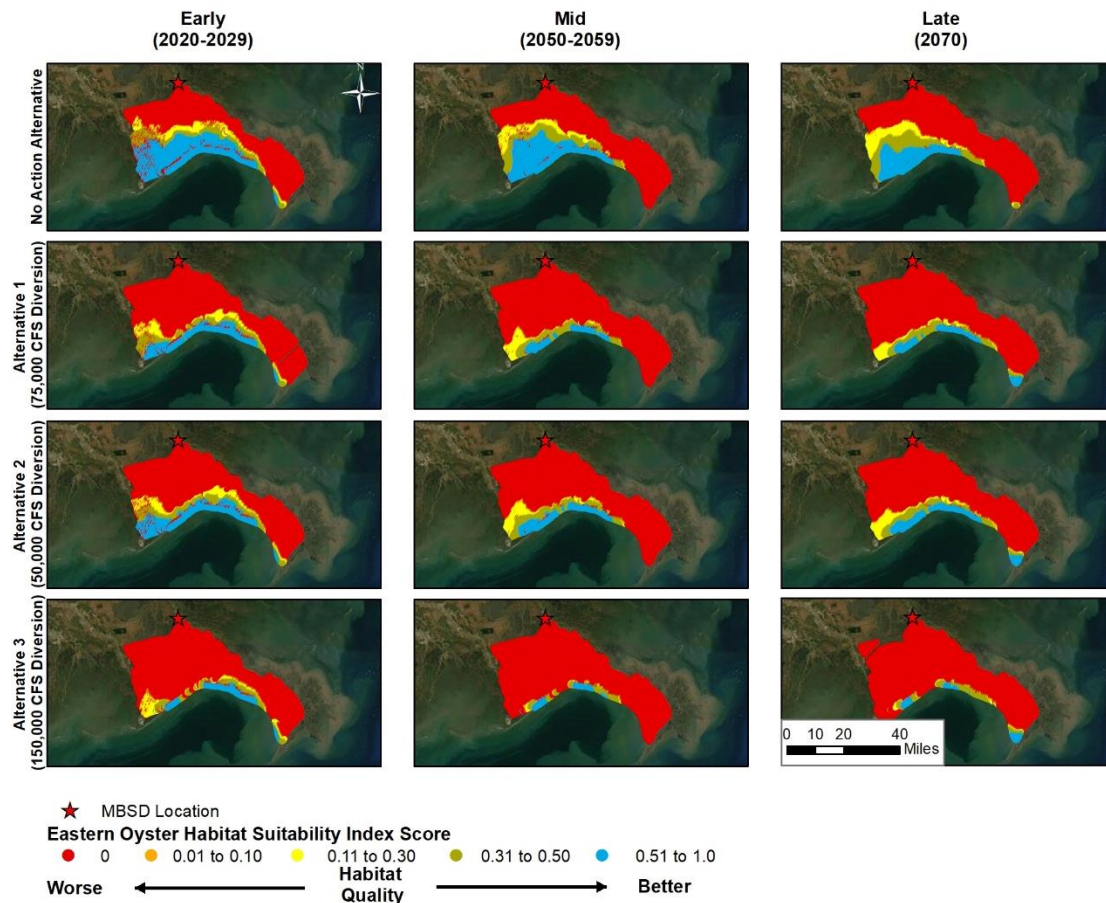 Early
(2020-2029)
Mid
(2050-2059)
Late
(2070)
N
No Action Alternative
Alternative 1
(75,000 CFS Diversion)
Alternative 2
(50,000 CFS Diversion)
Alternative 3
(150,000 CFS Diversion)
0 10 20 40
Miles
MBSD Location
Eastern Oyster Habitat Suitability Index Score
0 0.01 to 0.10 0.11 to 0.30 0.31 to 0.50 0.51 to 1.0
Worse Habitat Quality Better